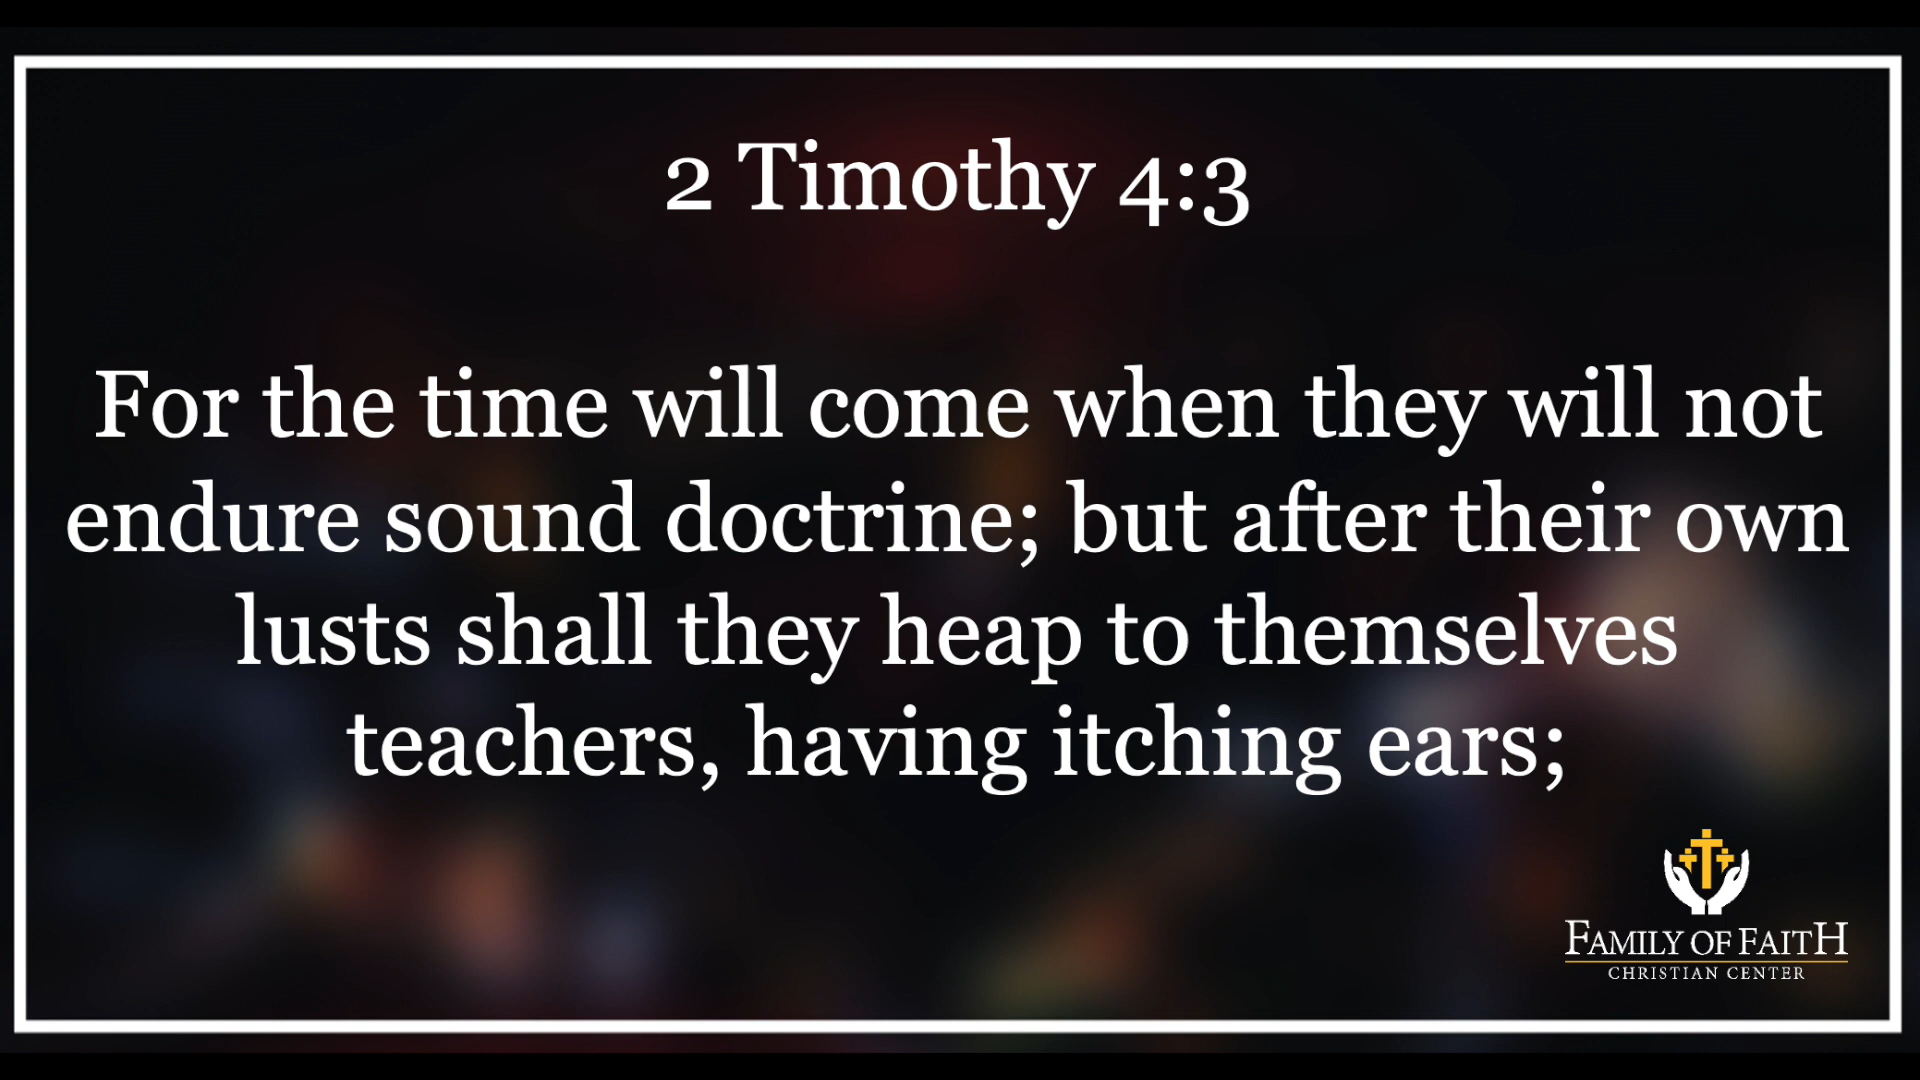 2 Timothy 4:3
For the time will come when they will not
endure sound doctrine; but after their own
lusts shall they heap to themselves
teachers, having itching ears;
FAMILY OF FAITH
CHRISTIAN CENTER